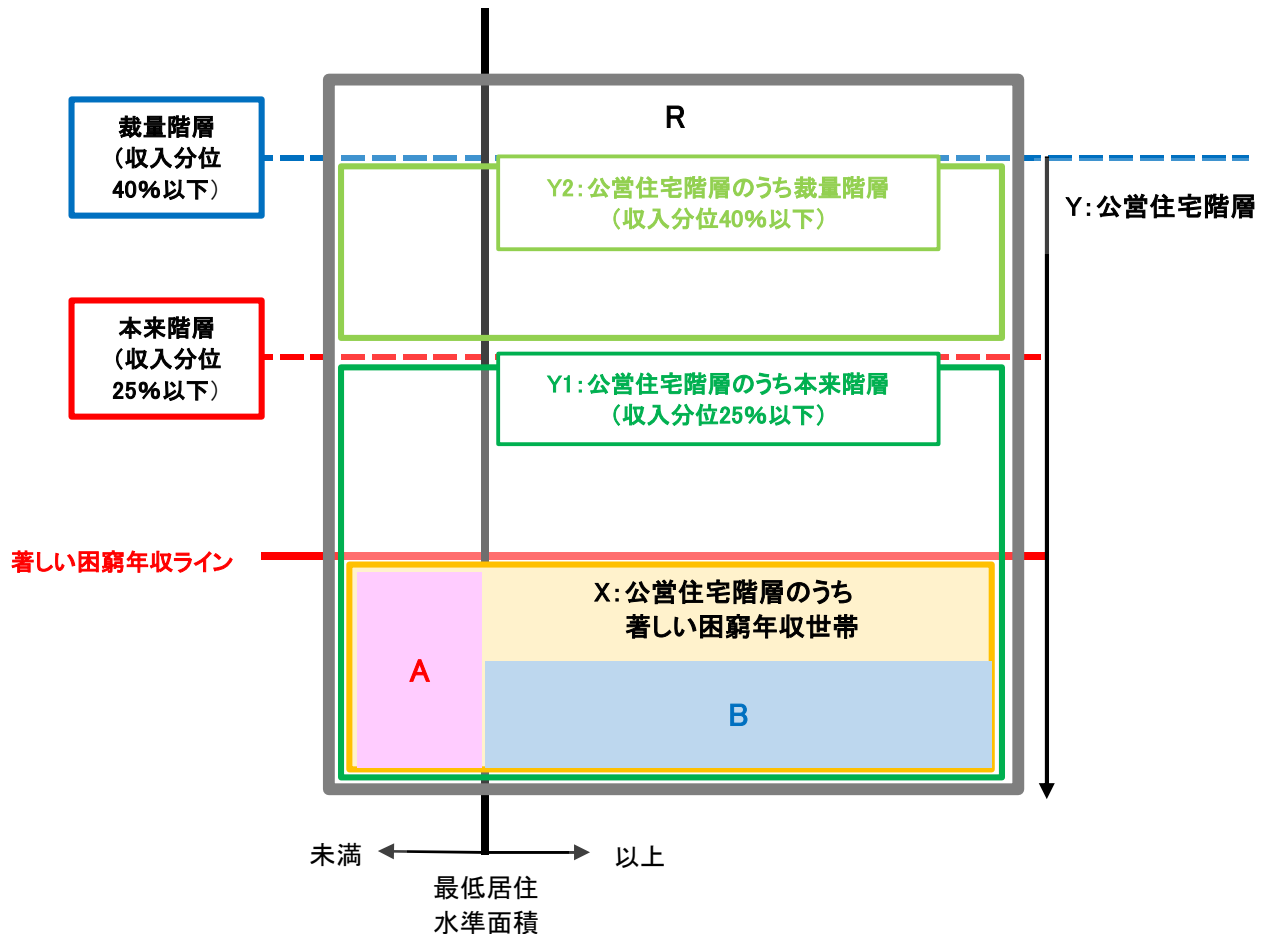 R
裁量階層
（収入分位
40%以下）
Y2：公営住宅階層のうち裁量階層
（収入分位40%以下）
Y：公営住宅階層
本来階層
（収入分位
25%以下）
Y1：公営住宅階層のうち本来階層
（収入分位25%以下）
著しい困窮年収ライン
X：公営住宅階層のうち
著しい困窮年収世帯
A
B
未満
以上
最低居住
水準面積